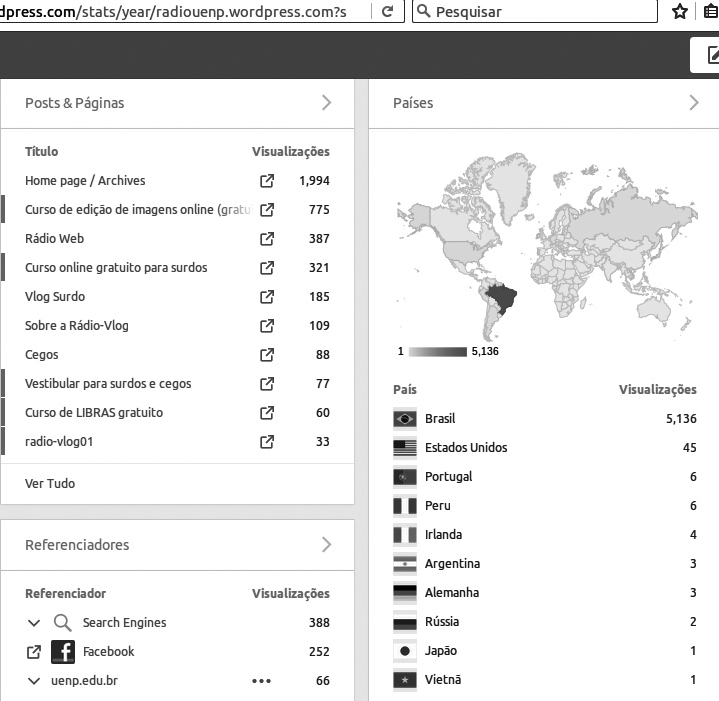 dpress.com/stats/year/radiouenp.wordpress.com?s
Pesquisar
Posts & Páginas
Título Visualizações
Home page / Archives 1,994
Curso de edição de imagens online (gratu 775
Rádio Web 387
Curso online gratuito para surdos 321
Vlog Surdo 185
Sobre a Rádio-Vlog 109
Cegos 88
Vestibular para surdos e cegos 77
Curso de LIBRAS gratuito 60
radio-vlog01 33
Ver Tudo
Referenciadores
Referenciador Visualizações
Search Engines 388
Facebook 252
uenp.edu.br ••• 66
Países
1 5,136
País Visualizações
Brasil 5,136
Estados Unidos 45
Portugal 6
Peru 6
Irlanda 4
Argentina 3
Alemanha 3
Rússia 2
Japão 1
Vietnã 1